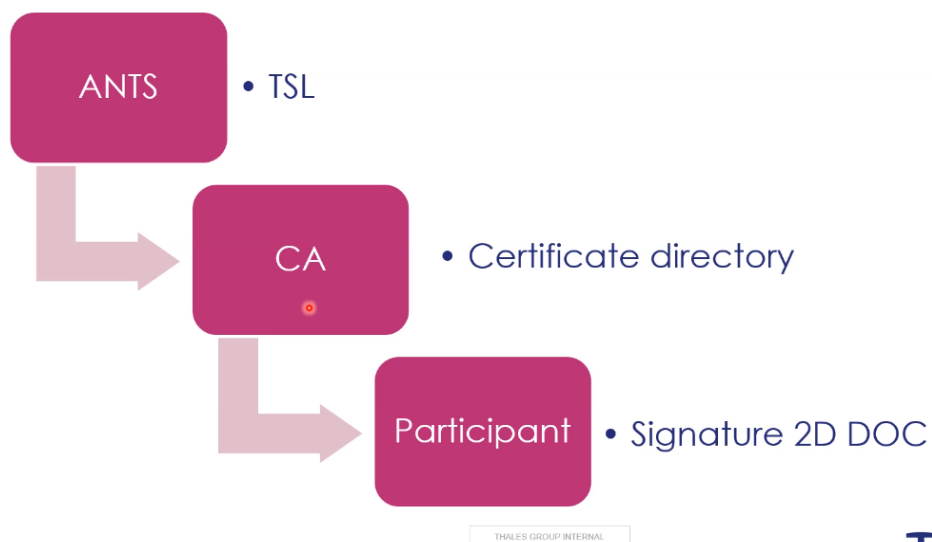 ANTS
• TSL
CA
• Certificate directory
Participant
• Signature 2D DOC
THALES GROUP INTERNAL